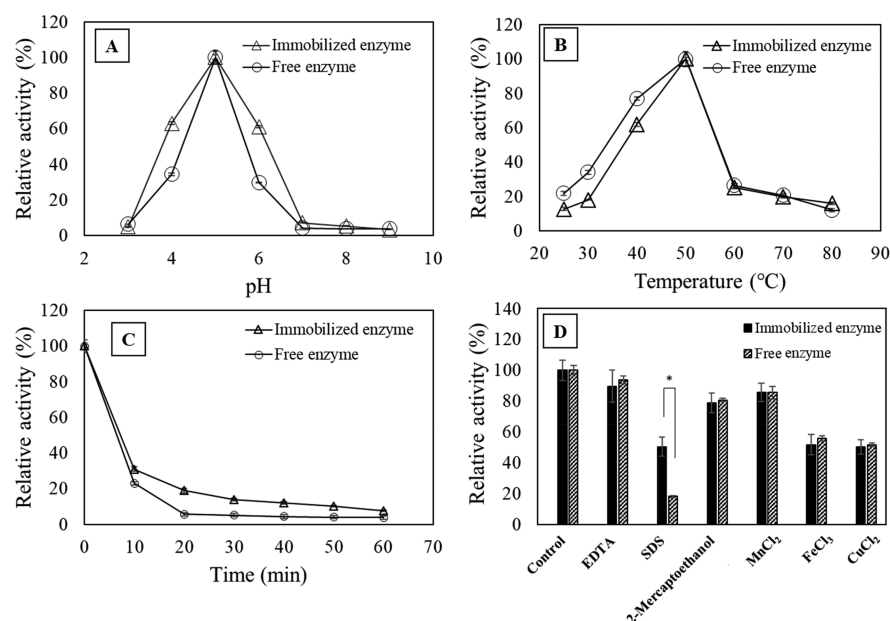 A
Immobilized enzyme
Free enzyme
Relative activity (%)
120
100
80
60
40
20
0
2 4 6 8 10
pH
B
Immobilized enzyme
Free enzyme
Relative activity (%)
120
100
80
60
40
20
0
20 30 40 50 60 70 80 90
Temperature (℃)
C
Immobilized enzyme
Free enzyme
Relative activity (%)
120
100
80
60
40
20
0
0 10 20 30 40 50 60 70
Time (min)
D
Immobilized enzyme
Free enzyme
*
Relative activity (%)
140
120
100
80
60
40
20
0
Control
EDTA
SDS
2-Mercaptoethanol
MnCl₂
FeCl₃
CuCl₂